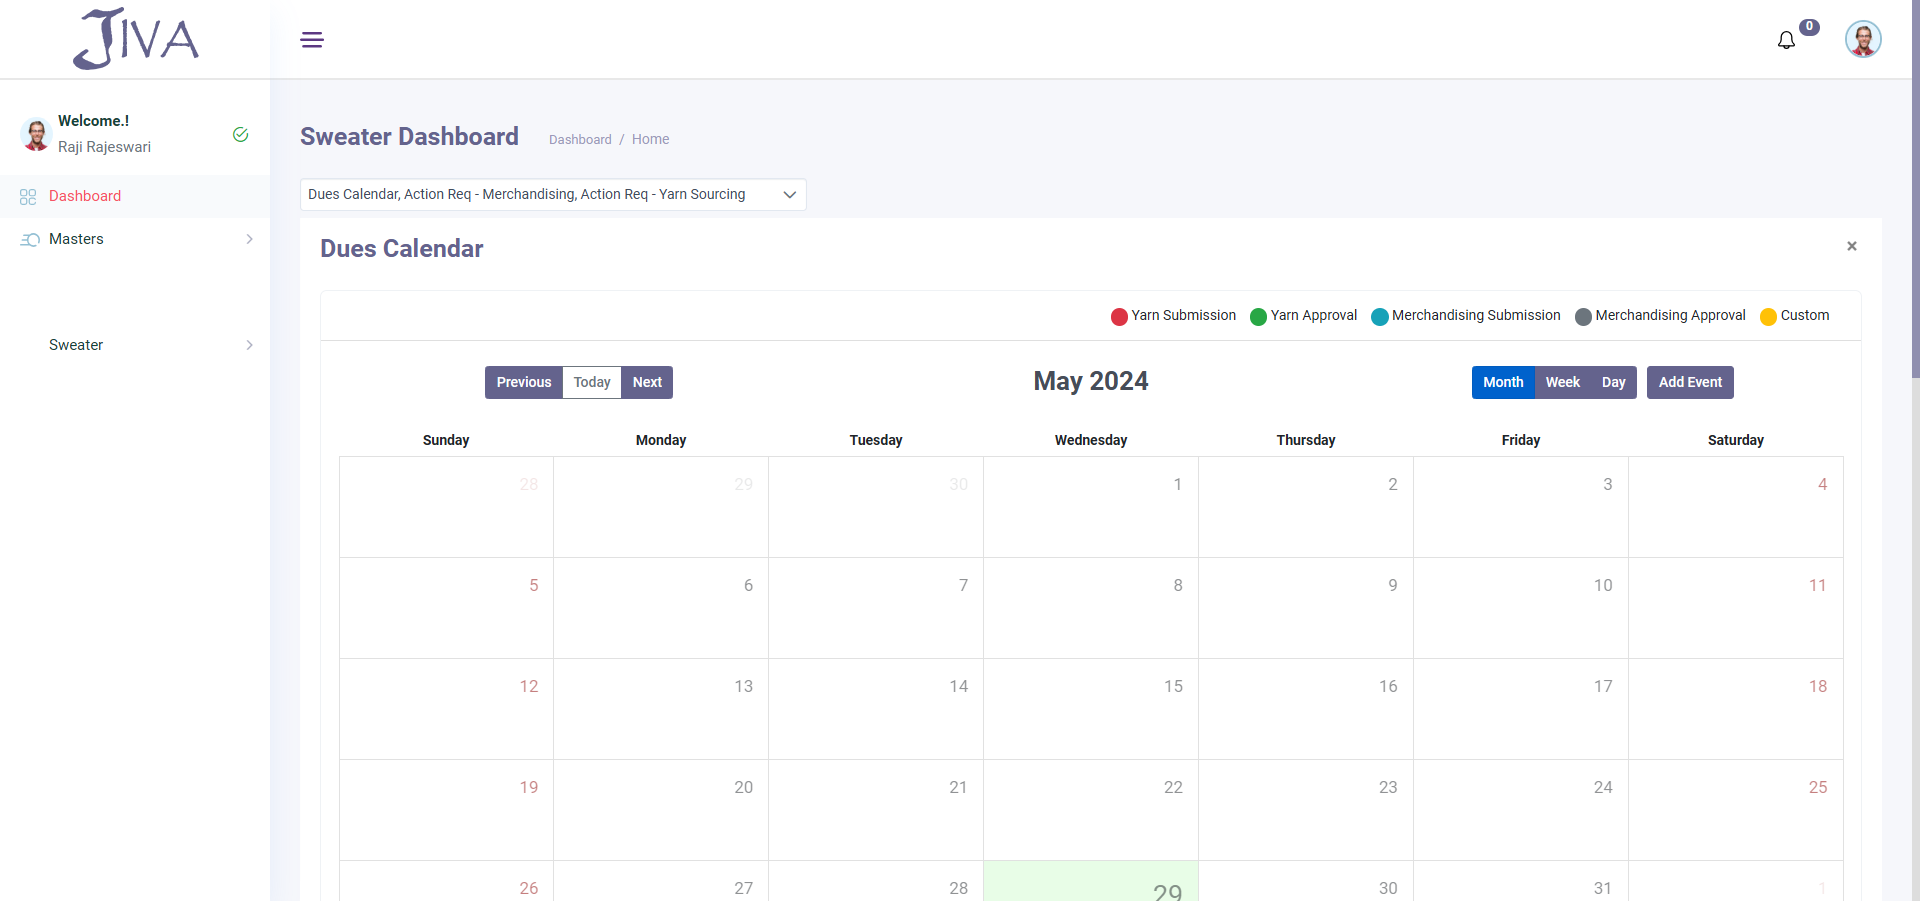 JIVA
0
Welcome.!
Raji Rajeswari
Dashboard
Masters
Sweater
Sweater Dashboard
Dashboard / Home
Dues Calendar, Action Req - Merchandising, Action Req - Yarn Sourcing
Dues Calendar
×
Yarn Submission Yarn Approval Merchandising Submission Merchandising Approval Custom
Previous Today Next
May 2024
Month Week Day Add Event
Sunday Monday Tuesday Wednesday Thursday Friday Saturday
28 29 30 1 2 3 4
5 6 7 8 9 10 11
12 13 14 15 16 17 18
19 20 21 22 23 24 25
26 27 28 29 30 31 1